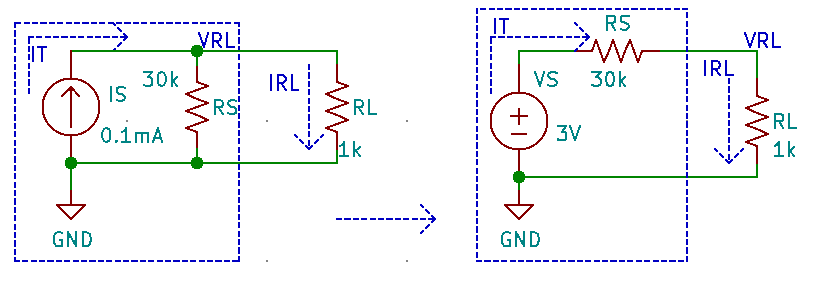 IT
VRL
30k
IS
RS
IRL
RL
0.1mA
1k
GND
IT
RS
VRL
VS
30k
IRL
3V
RL
1k
GND